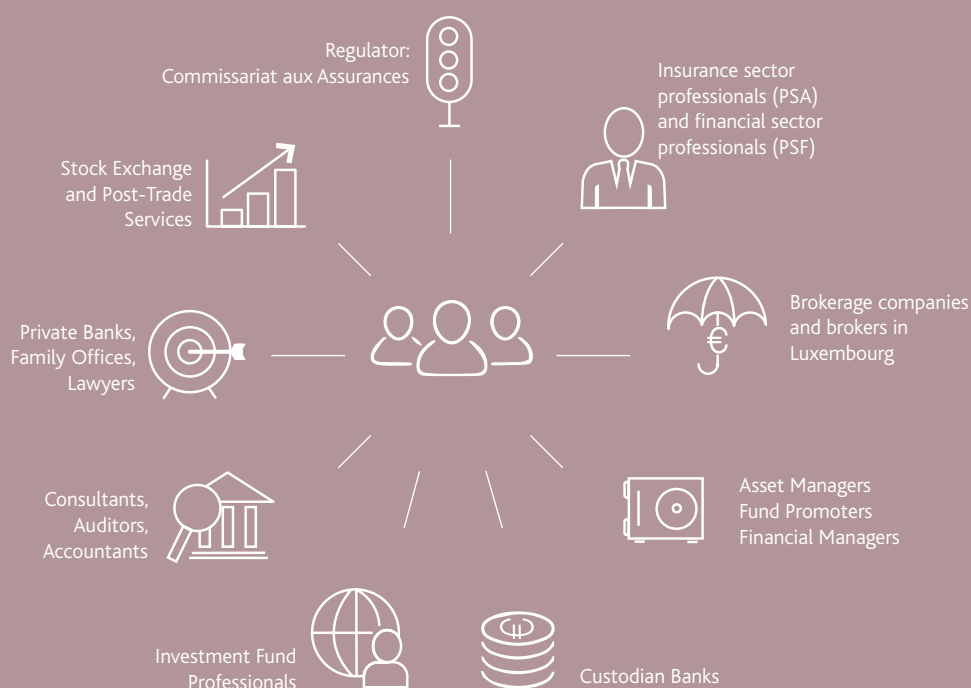 Regulator:
Commissariat aux Assurances
Insurance sector
professionals (PSA)
and financial sector
professionals (PSF)
Stock Exchange
and Post-Trade
Services
Brokerage companies
and brokers in
Luxembourg
€
Private Banks,
Family Offices,
Lawyers
Asset Managers
Fund Promoters
Financial Managers
Consultants,
Auditors,
Accountants
Investment Fund
Professionals
Custodian Banks